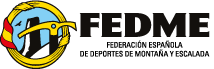 FEDME
FEDERACIÓN ESPAÑOLA
DE DEPORTES DE MONTAÑA Y ESCALADA